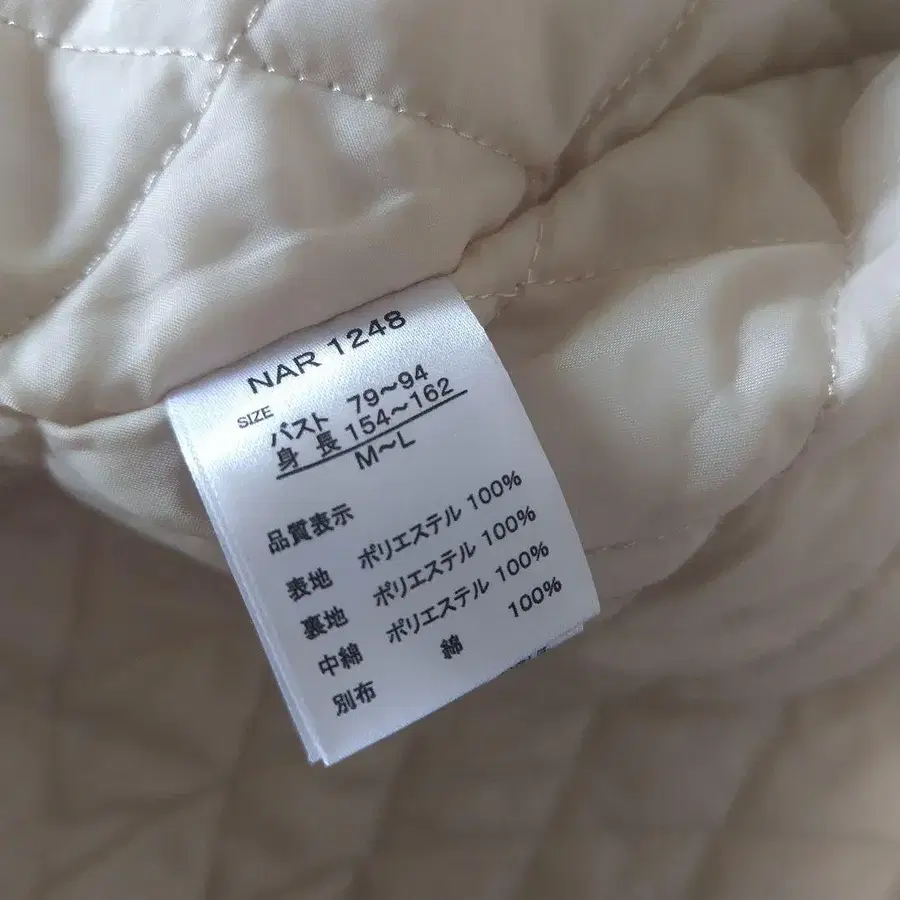 NAR 1248
SIZE
バスト 79～94
身長 154～162
M～L
品質表示
表地 ポリエステル 100%
裏地 ポリエステル 100%
中綿 ポリエステル 100%
別布 綿 100%